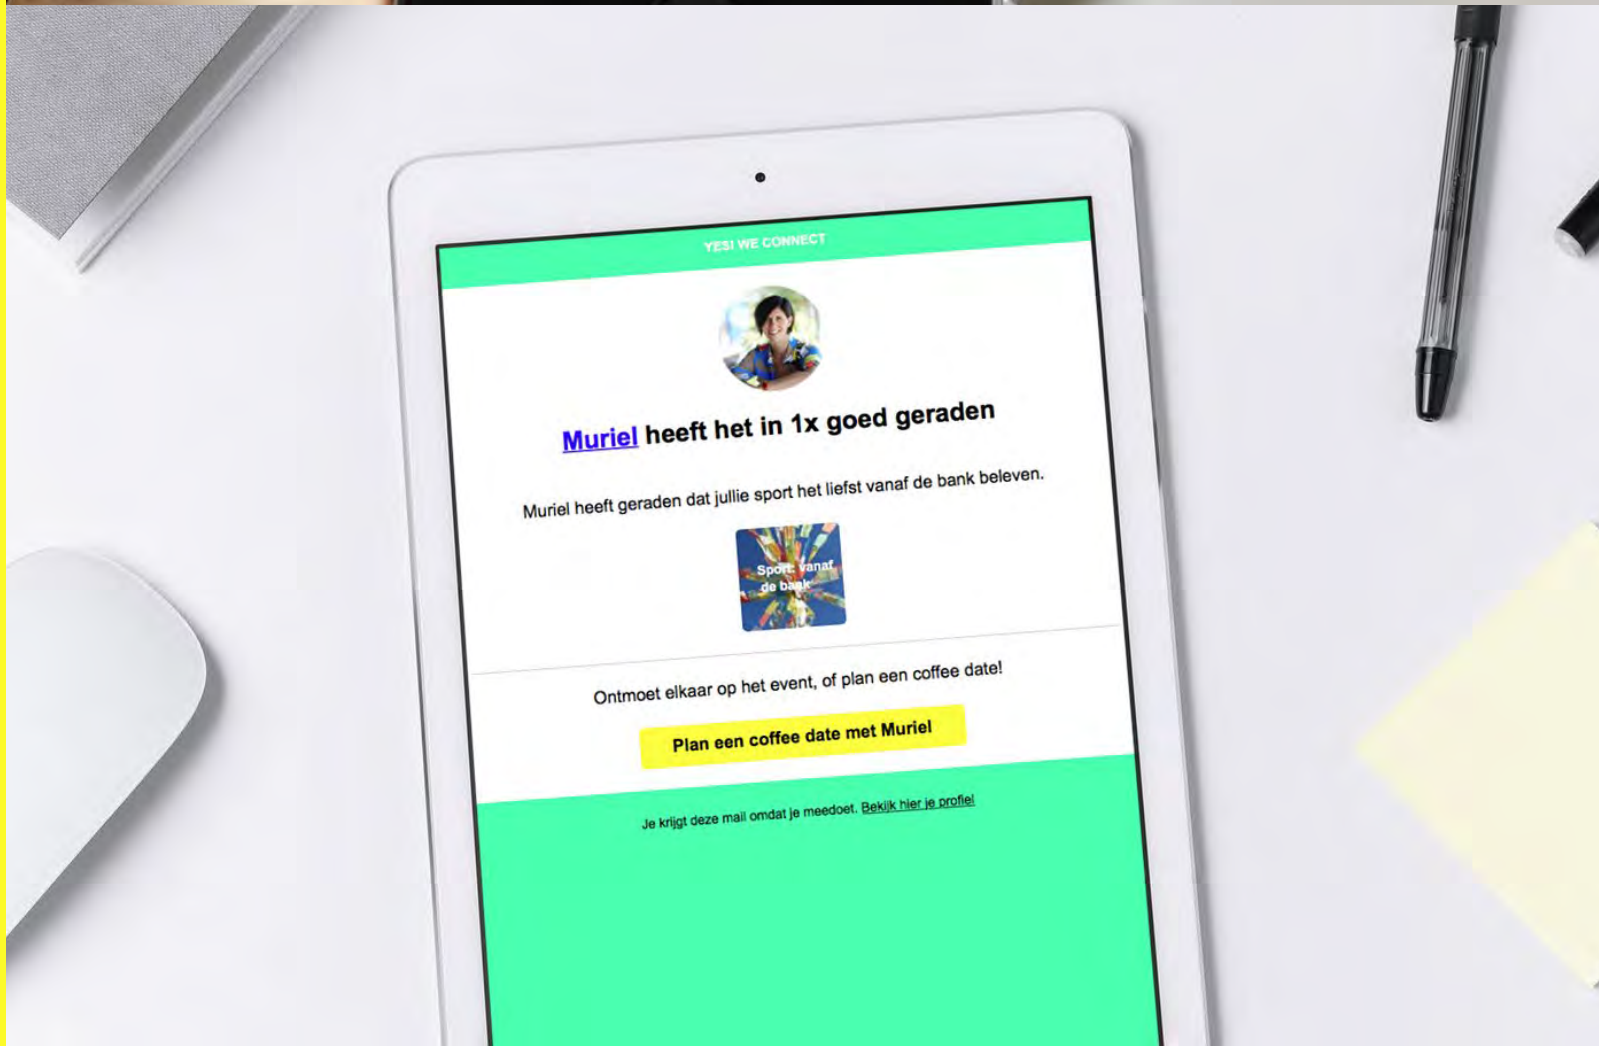 YES! WE CONNECT
Muriel heeft het in 1x goed geraden
Muriel heeft geraden dat jullie sport het liefst vanaf de bank beleven.
Sport: vanaf
de bank
Ontmoet elkaar op het event, of plan een coffee date!
Plan een coffee date met Muriel
Je krijgt deze mail omdat je meedoet. Bekijk hier je profiel